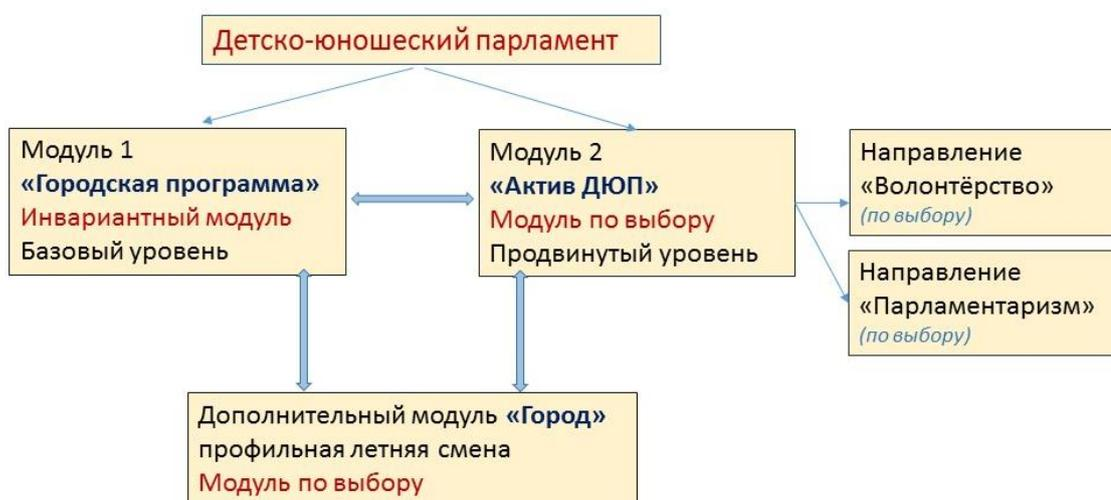 Детско-юношеский парламент
Модуль 1
«Городская программа»
Инвариантный модуль
Базовый уровень
Модуль 2
«Актив ДЮП»
Модуль по выбору
Продвинутый уровень
Направление
«Волонтёрство»
(по выбору)
Направление
«Парламентаризм»
(по выбору)
Дополнительный модуль «Город»
профильная летняя смена
Модуль по выбору